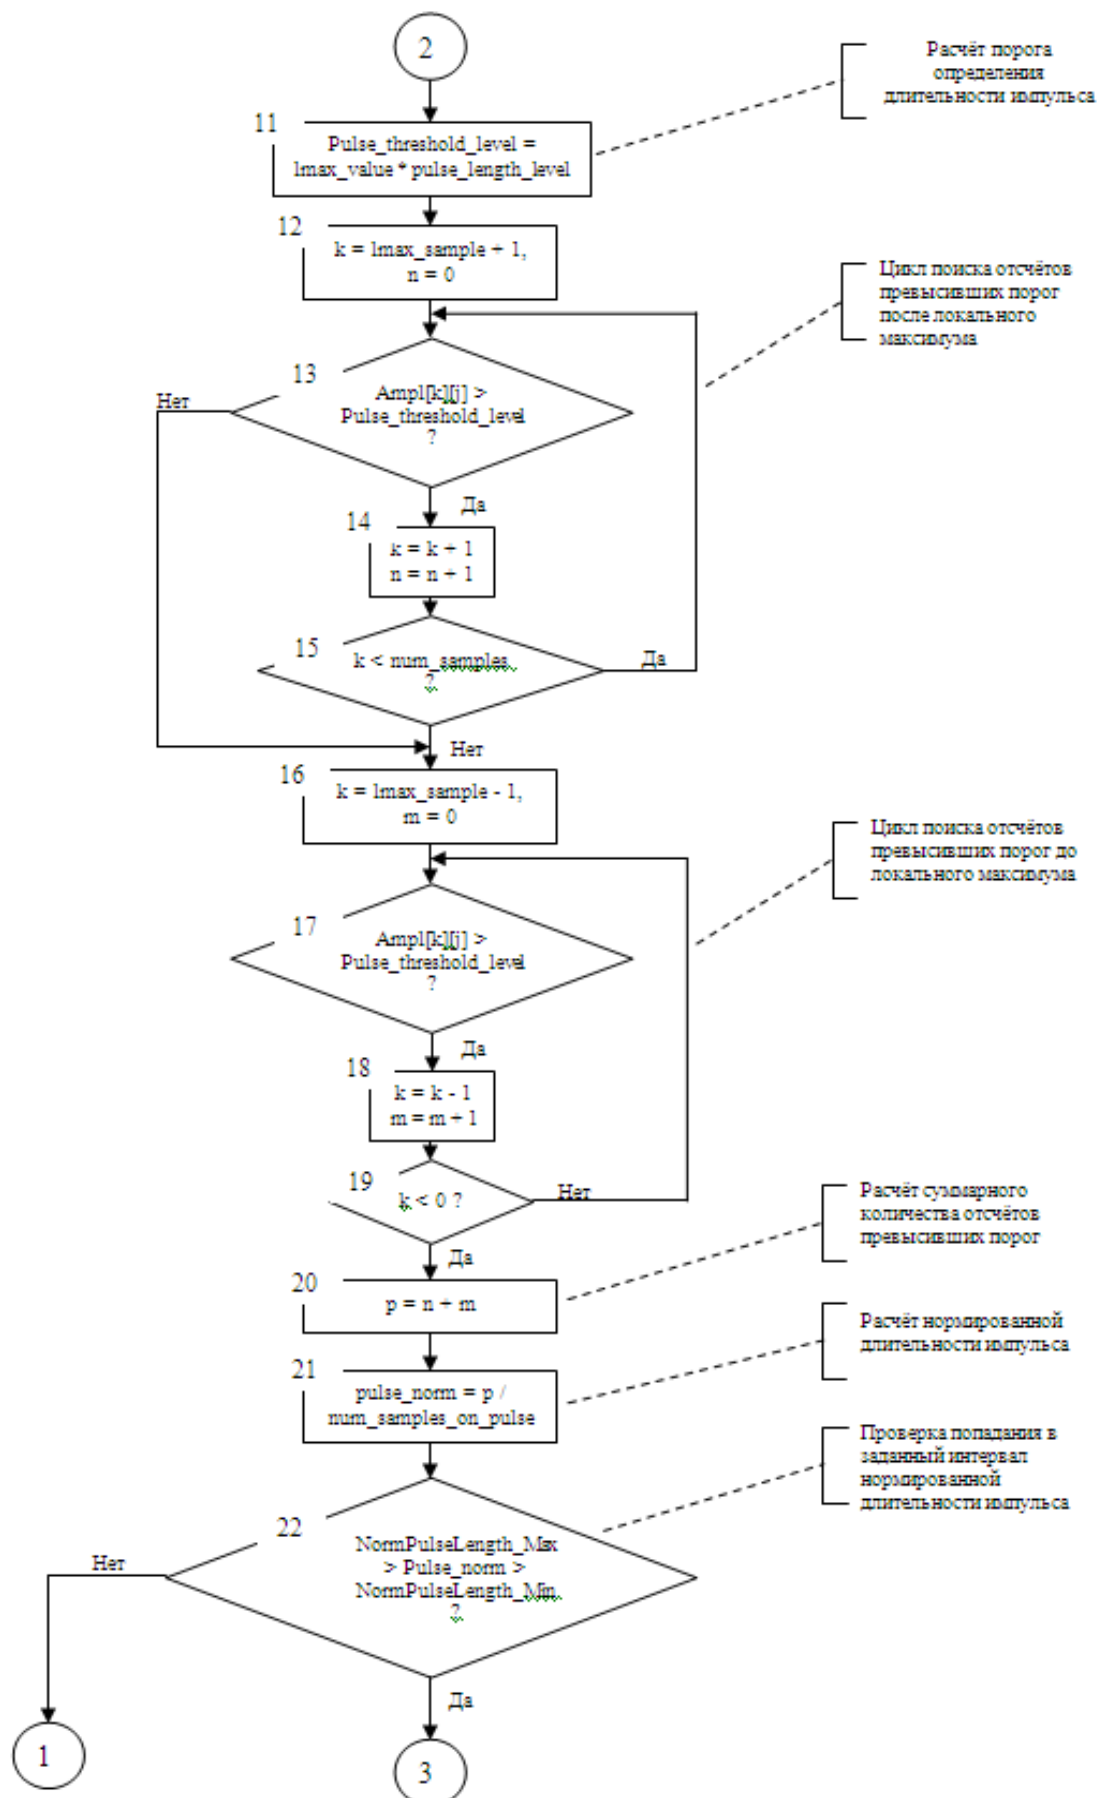 2
Расчёт порога
определения
длительности импульса
11
Pulse_threshold_level =
lmax_value * pulse_length_level
12
k = lmax_sample + 1,
n = 0
Цикл поиска отсчётов
превысивших порог
после локального
максимума
13
Ampl[k][j] >
Pulse_threshold_level
?
Нет
Да
14
k = k + 1
n = n + 1
15
k < num_samples
?
Да
Нет
16
k = lmax_sample - 1,
m = 0
Цикл поиска отсчётов
превысивших порог до
локального максимума
17
Ampl[k][j] >
Pulse_threshold_level
?
Да
18
k = k - 1
m = m + 1
19
k < 0 ?
Нет
Да
Расчёт суммарного
количества отсчётов
превысивших порог
20
p = n + m
Расчёт нормированной
длительности импульса
21
pulse_norm = p /
num_samples_on_pulse
Проверка попадания в
заданный интервал
нормированной
длительности импульса
22
NormPulseLength_Max
> Pulse_norm >
NormPulseLength_Min
?
Нет
Да
1
3